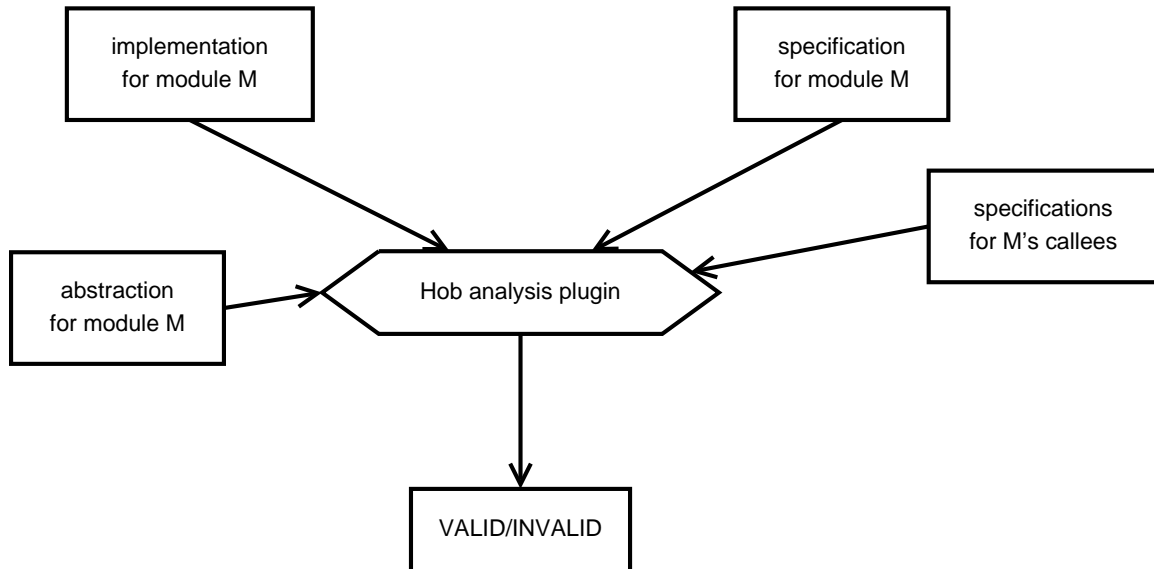 implementation
for module M
specification
for module M
specifications
for M's callees
abstraction
for module M
Hob analysis plugin
VALID/INVALID